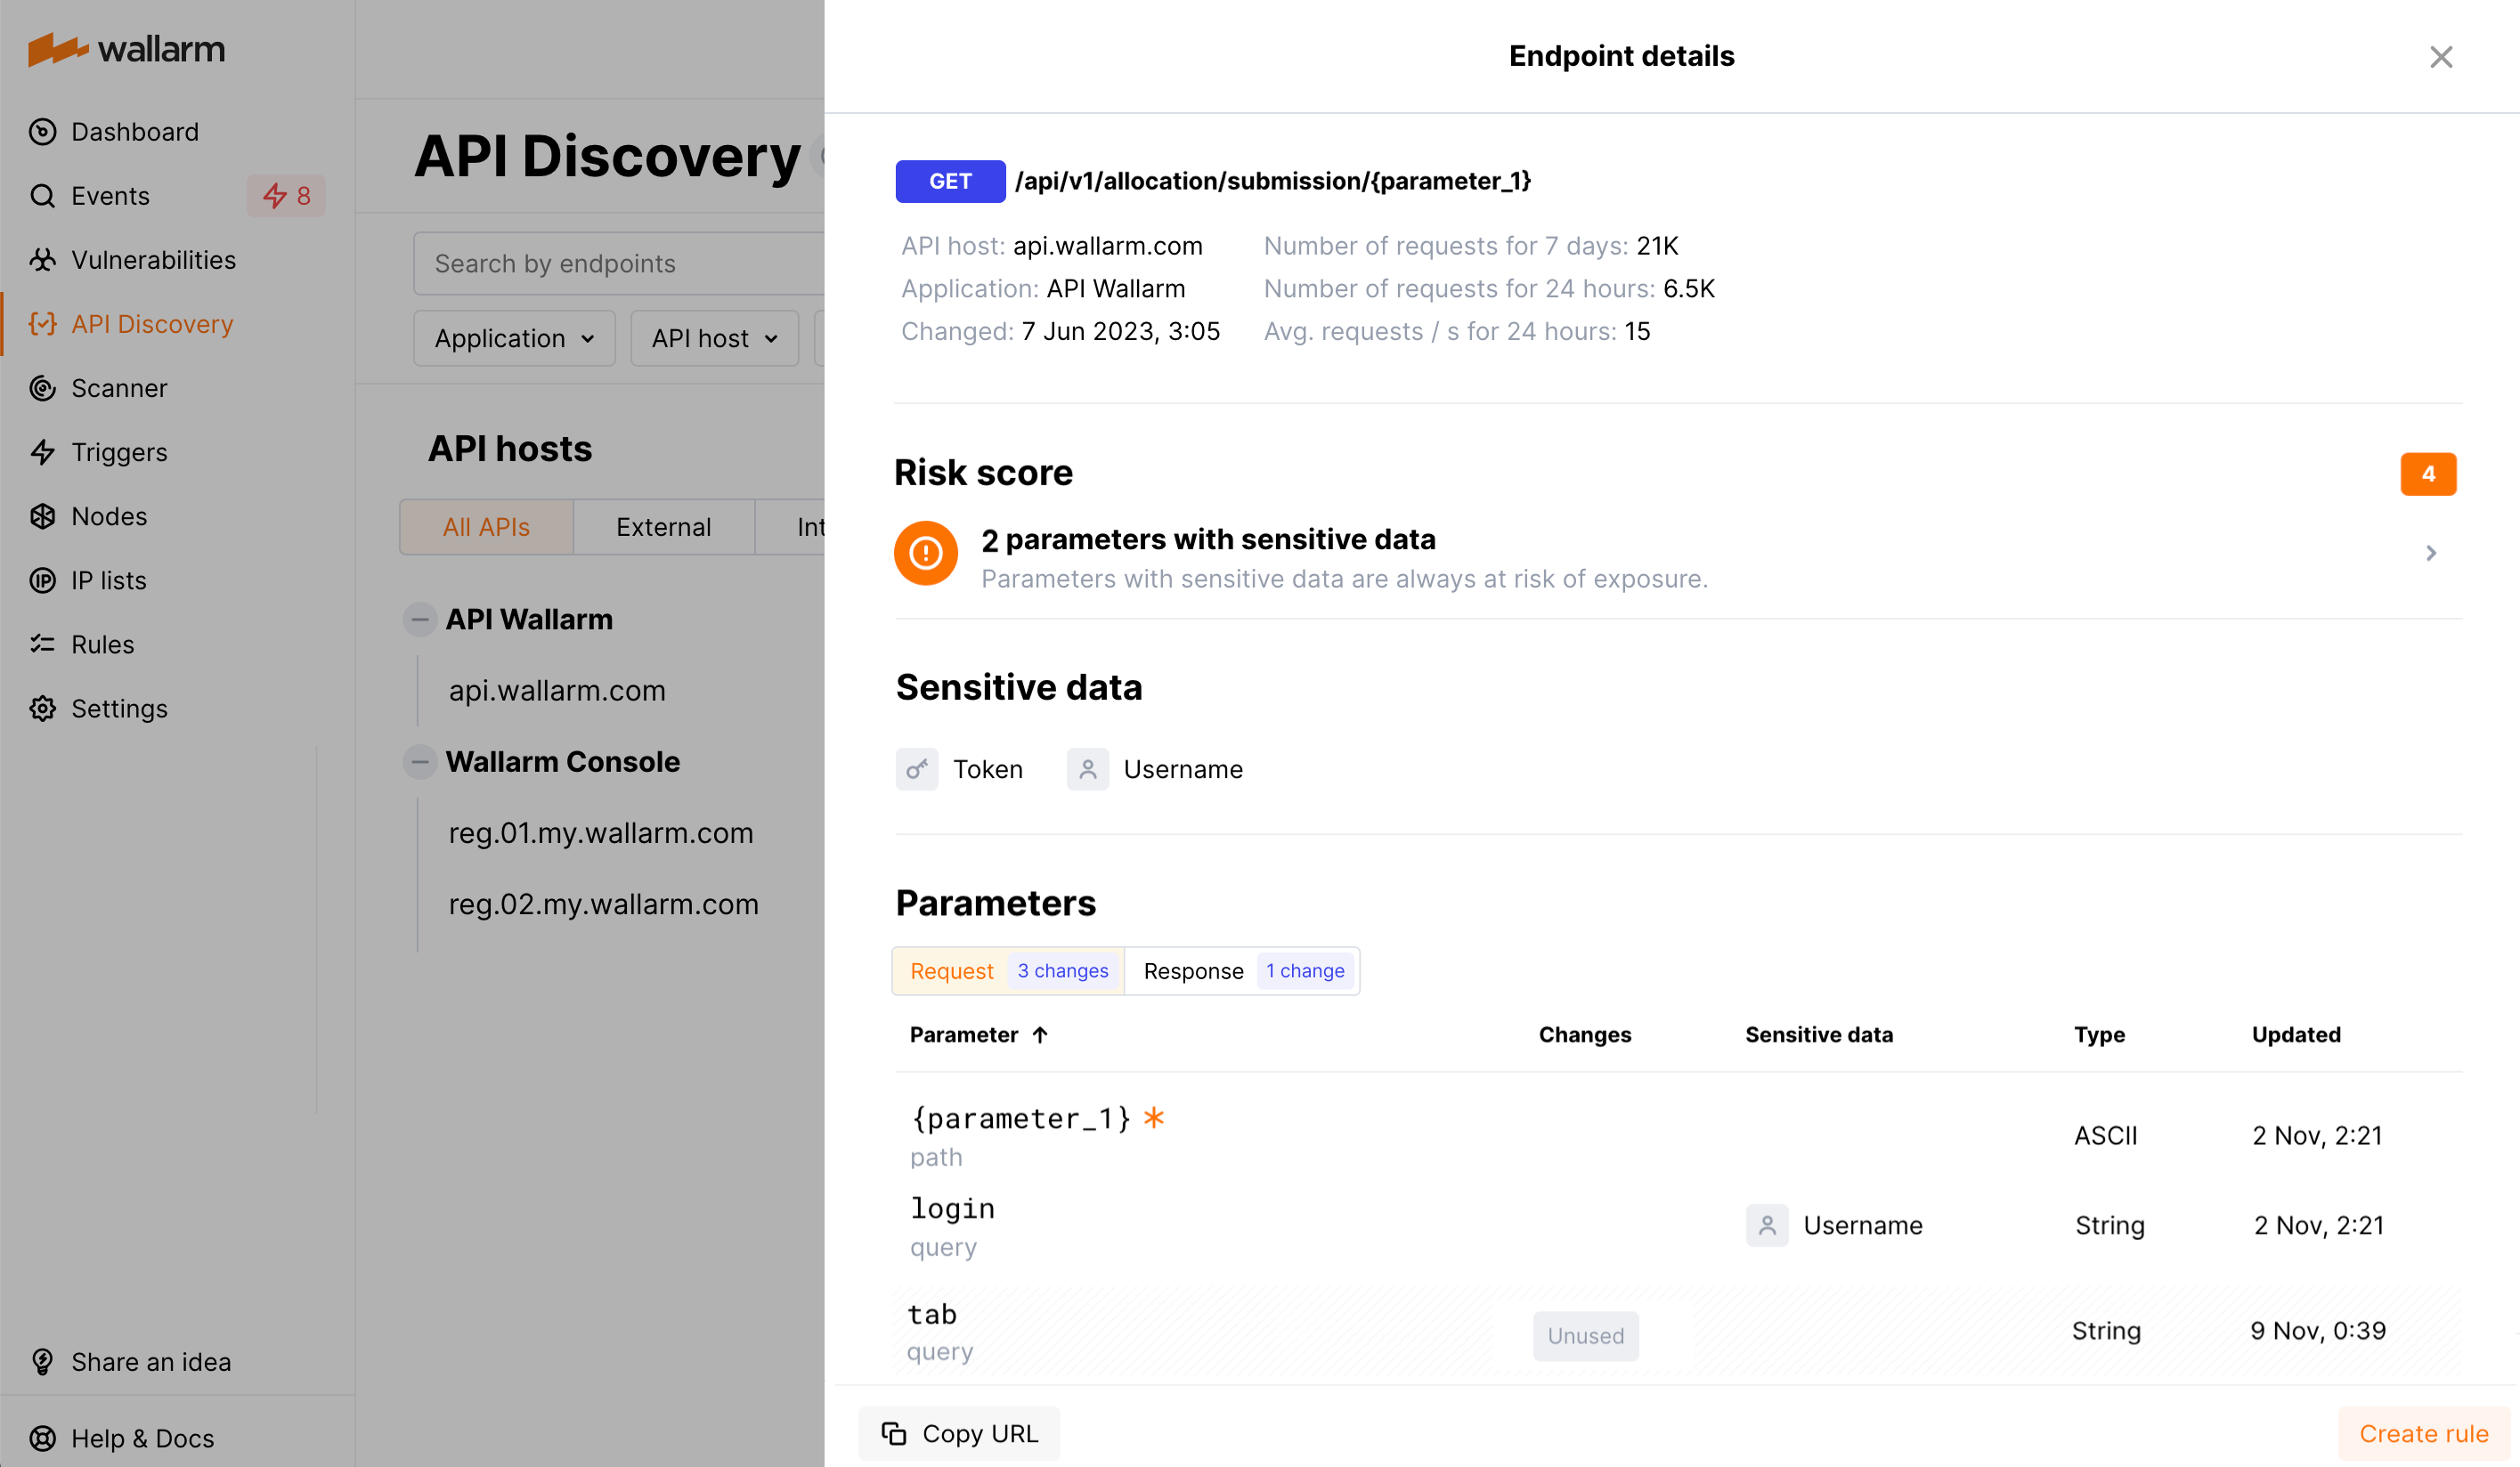 wallarm
Dashboard
Events 8
Vulnerabilities
API Discovery
Scanner
Triggers
Nodes
IP lists
Rules
Settings
Share an idea
Help & Docs
API Discovery
Search by endpoints
Application API host
API hosts
All APIs External Int
API Wallarm
api.wallarm.com
Wallarm Console
reg.01.my.wallarm.com
reg.02.my.wallarm.com
Endpoint details
GET /api/v1/allocation/submission/{parameter_1}
API host: api.wallarm.com Number of requests for 7 days: 21K
Application: API Wallarm Number of requests for 24 hours: 6.5K
Changed: 7 Jun 2023, 3:05 Avg. requests / s for 24 hours: 15
Risk score 4
2 parameters with sensitive data
Parameters with sensitive data are always at risk of exposure.
Sensitive data
Token Username
Parameters
Request 3 changes Response 1 change
Parameter ↑ Changes Sensitive data Type Updated
{parameter_1} * ASCII 2 Nov, 2:21
path
login Username String 2 Nov, 2:21
query
tab Unused String 9 Nov, 0:39
query
Copy URL Create rule